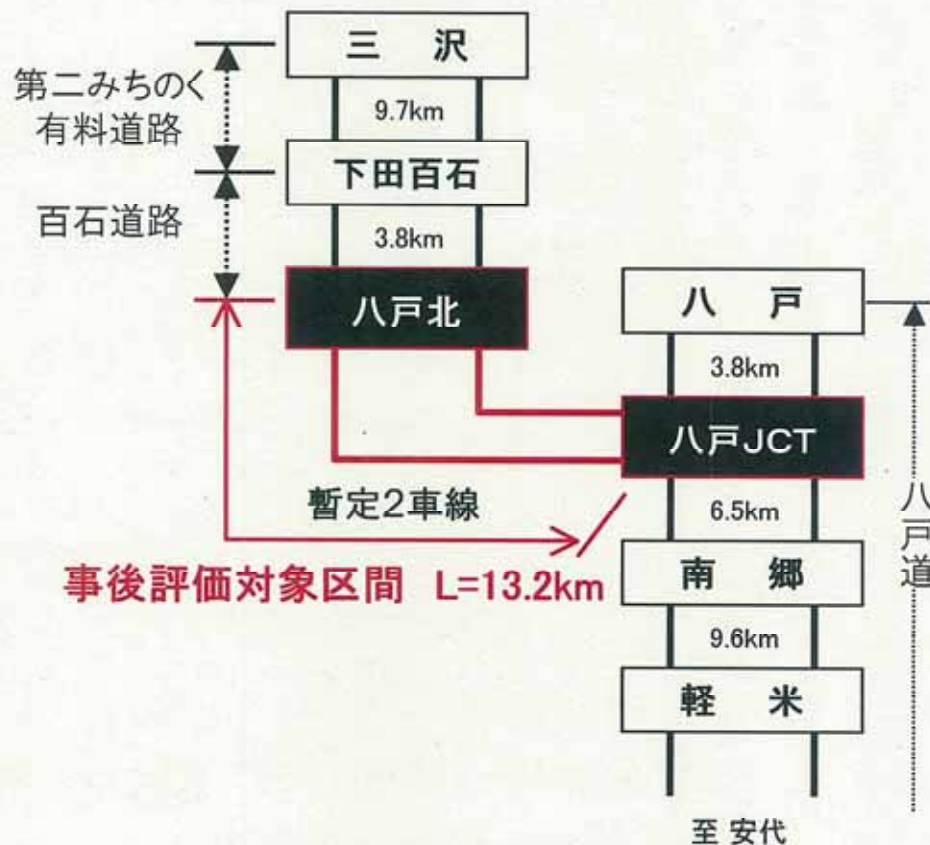 三 沢
第二みちのく
有料道路
9.7km
下田百石
百石道路
3.8km
八戸北
八 戸
3.8km
八戸JCT
暫定2車線
6.5km
八戸道
事後評価対象区間 L=13.2km
南 郷
9.6km
軽 米
至 安代